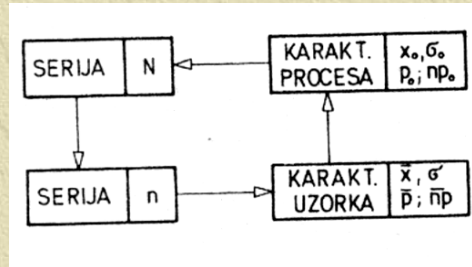 SERIJA N
KARAKT. PROCESA
x₀,σ₀
p₀; np₀
SERIJA n
KARAKT. UZORKA
x̄, σ
p̄; n̄p